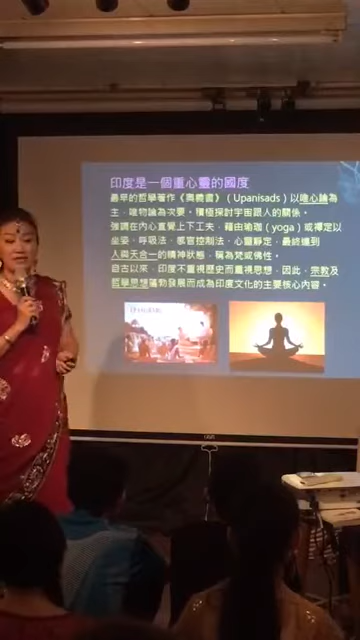 印度是一個重心靈的國度
最早的哲學著作《奧義書》（Upanisads）以唯心論為
主，唯物論為次要。積極探討宇宙跟人的關係。
強調在內心直覺上下工夫，藉由瑜珈（yoga）或禪定以
坐姿，呼吸法，感官控制法，心靈靜定，最終達到
人與天合一的精神狀態，稱為梵或佛性。
自古以來，印度不重視歷史而重視思想，因此，宗教及
哲學思想蓬勃發展而成為印度文化的主要核心內容。